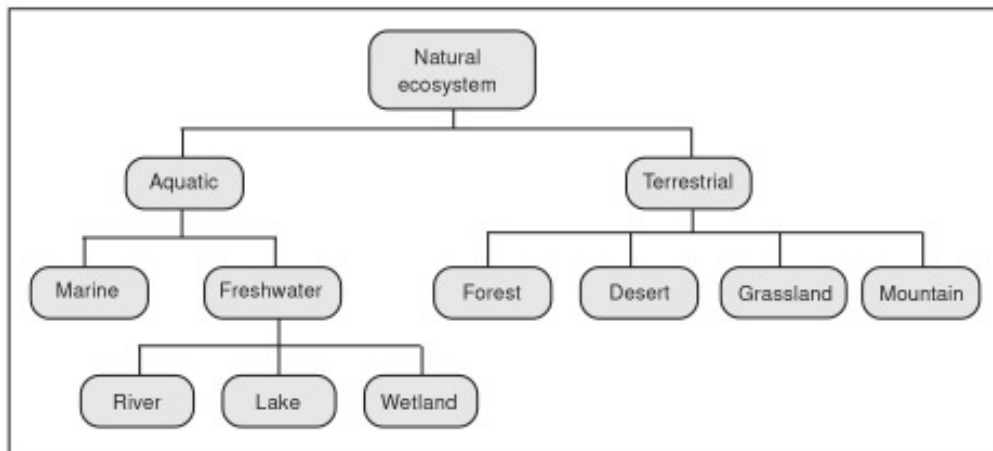 Natural
ecosystem
Aquatic
Terrestrial
Marine
Freshwater
Forest
Desert
Grassland
Mountain
River
Lake
Wetland